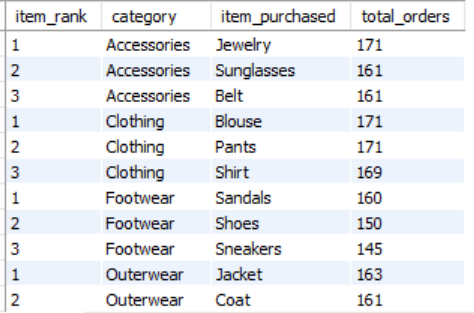 item_rank category item_purchased total_orders
1 Accessories Jewelry 171
2 Accessories Sunglasses 161
3 Accessories Belt 161
1 Clothing Blouse 171
2 Clothing Pants 171
3 Clothing Shirt 169
1 Footwear Sandals 160
2 Footwear Shoes 150
3 Footwear Sneakers 145
1 Outerwear Jacket 163
2 Outerwear Coat 161